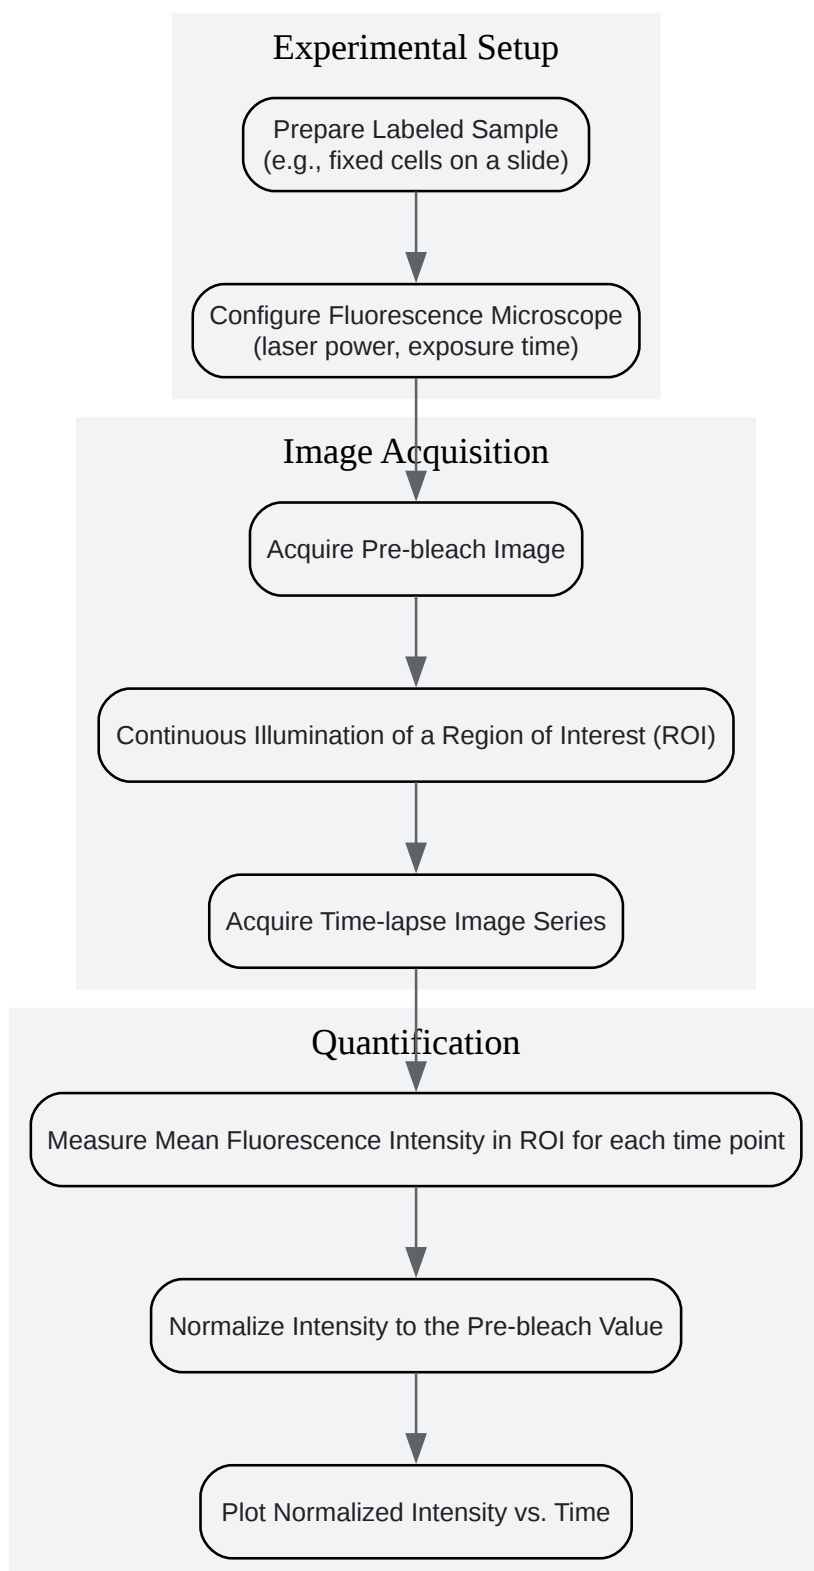 Experimental Setup
Prepare Labeled Sample
(e.g., fixed cells on a slide)
Configure Fluorescence Microscope
(laser power, exposure time)
Image Acquisition
Acquire Pre-bleach Image
Continuous Illumination of a Region of Interest (ROI)
Acquire Time-lapse Image Series
Quantification
Measure Mean Fluorescence Intensity in ROI for each time point
Normalize Intensity to the Pre-bleach Value
Plot Normalized Intensity vs. Time